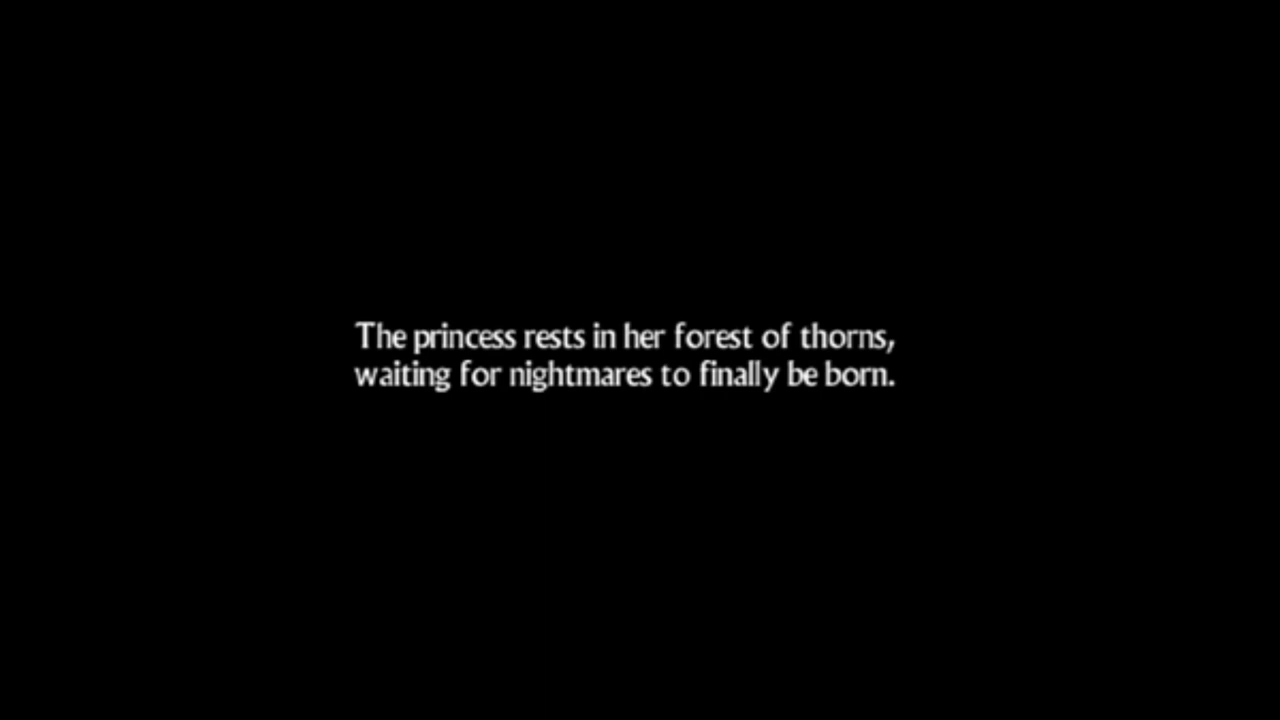 The princess rests in her forest of thorns,
waiting for nightmares to finally be born.